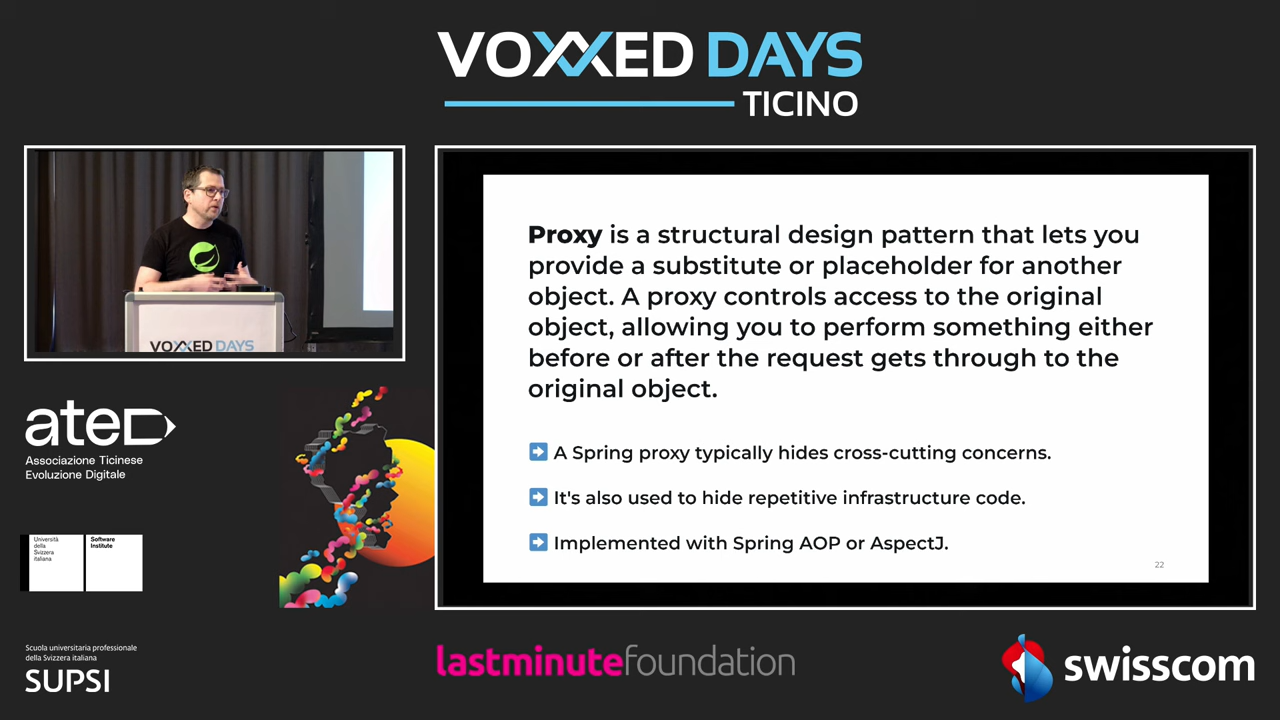 VOXXED DAYS
TICINO
VOXXED DAYS
Proxy is a structural design pattern that lets you
provide a substitute or placeholder for another
object. A proxy controls access to the original
object, allowing you to perform something either
before or after the request gets through to the
original object.
A Spring proxy typically hides cross-cutting concerns.
It's also used to hide repetitive infrastructure code.
Implemented with Spring AOP or AspectJ.
22
ated
Associazione Ticinese
Evoluzione Digitale
Università
della
Svizzera
italiana
Software
Institute
Scuola universitaria professionale
della Svizzera italiana
SUPSI
lastminutefoundation
swisscom